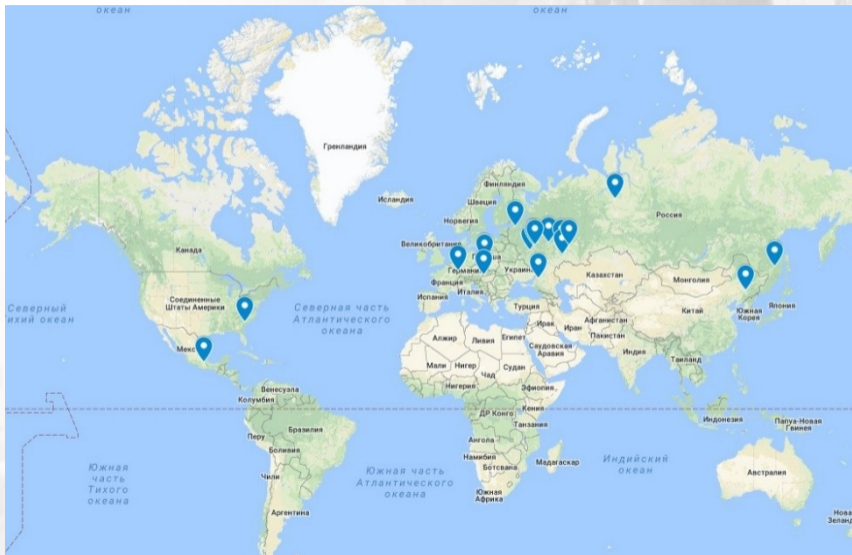 океан
океан
Гренландия
Исландия
Финляндия
Швеция
Норвегия
Россия
Канада
Великобритания
Германия
Украина
Франция
Казахстан
Монголия
Испания
Италия
Турция
Соединенные
Штаты Америки
Северный
Северная часть
Атлантического
океана
Китай
Япония
Южная
Корея
Афганистан
Ирак
Иран
Пакистан
Алжир
Ливия
Египет
Саудовская
Аравия
Индия
Мали
Нигер
Чад
Судан
Таиланд
Нигерия
Эфиопия
Венесуэла
Колумбия
ДР Конго
Кения
Танзания
Индонезия
Папуа-Новая
Гвинея
Перу
Бразилия
Боливия
Ангола
Намибия
Ботсвана
Мадагаскар
Индийский
океан
Австралия
Южная
часть
Тихого
океана
Чили
Южная часть
Атлантического
океана
Южная
Африка
Аргентина